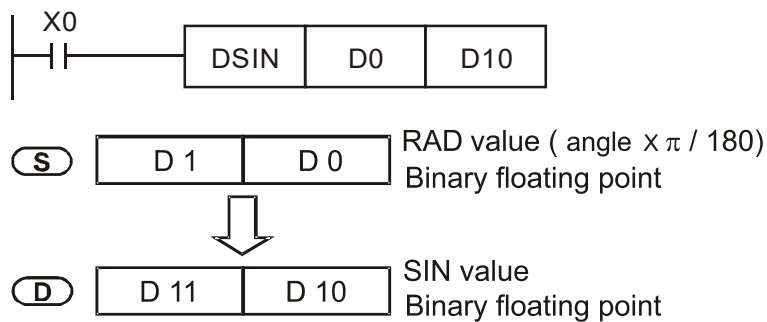 X0
DSIN D0 D10
S D 1 D 0 RAD value ( angle x π / 180)
Binary floating point
D D 11 D 10 SIN value
Binary floating point